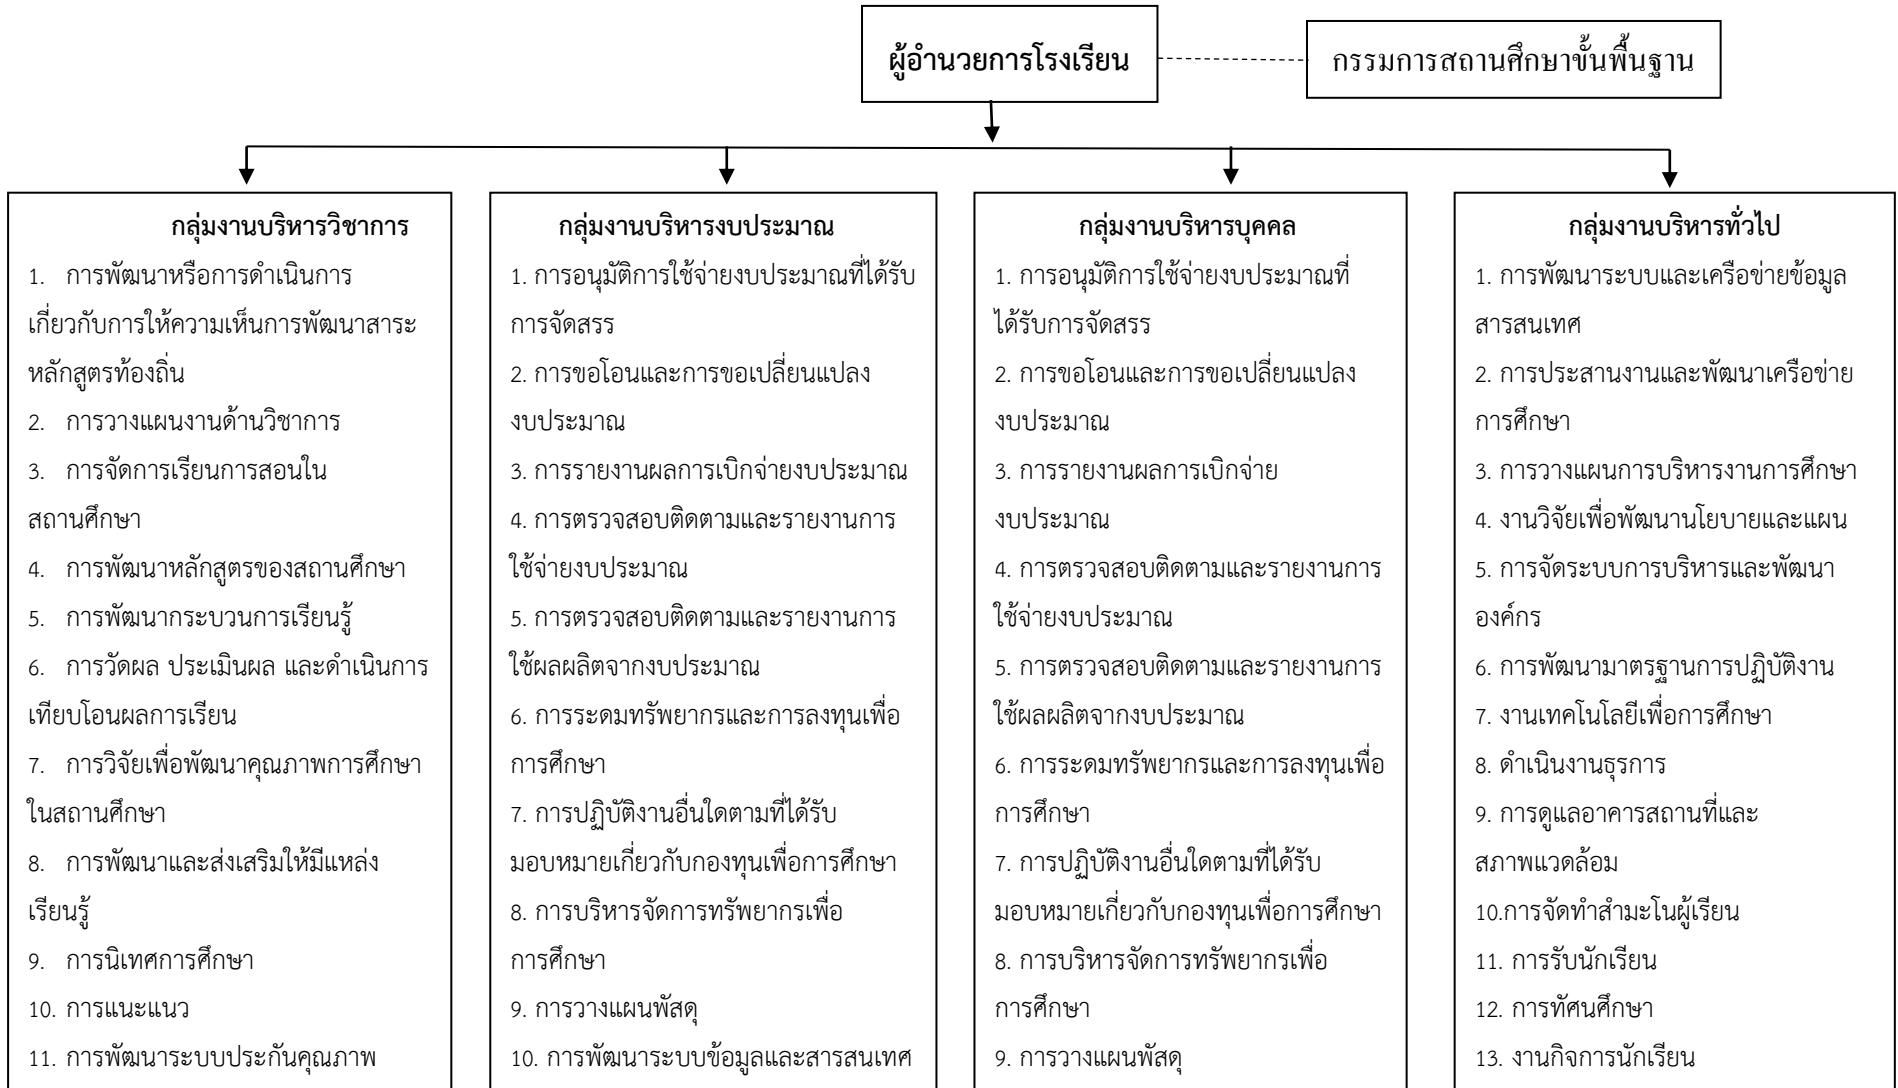 ผู้อำนวยการโรงเรียน
กรรมการสถานศึกษาขั้นพื้นฐาน
กลุ่มงานบริหารวิชาการ
1. การพัฒนาหรือการดำเนินการ
เกี่ยวกับการให้ความเห็นการพัฒนาสาระ
หลักสูตรท้องถิ่น
2. การวางแผนงานด้านวิชาการ
3. การจัดการเรียนการสอนใน
สถานศึกษา
4. การพัฒนาหลักสูตรของสถานศึกษา
5. การพัฒนากระบวนการเรียนรู้
6. การวัดผล ประเมินผล และดำเนินการ
เทียบโอนผลการเรียน
7. การวิจัยเพื่อพัฒนาคุณภาพการศึกษา
ในสถานศึกษา
8. การพัฒนาและส่งเสริมให้มีแหล่ง
เรียนรู้
9. การนิเทศการศึกษา
10. การแนะแนว
11. การพัฒนาระบบประกันคุณภาพ
กลุ่มงานบริหารงบประมาณ
1. การอนุมัติการใช้จ่ายงบประมาณที่ได้รับ
การจัดสรร
2. การขอโอนและการขอเปลี่ยนแปลง
งบประมาณ
3. การรายงานผลการเบิกจ่ายงบประมาณ
4. การตรวจสอบติดตามและรายงานการ
ใช้จ่ายงบประมาณ
5. การตรวจสอบติดตามและรายงานการ
ใช้ผลผลิตจากงบประมาณ
6. การระดมทรัพยากรและการลงทุนเพื่อ
การศึกษา
7. การปฏิบัติงานอื่นใดตามที่ได้รับ
มอบหมายเกี่ยวกับกองทุนเพื่อการศึกษา
8. การบริหารจัดการทรัพยากรเพื่อ
การศึกษา
9. การวางแผนพัสดุ
10. การพัฒนาระบบข้อมูลและสารสนเทศ
กลุ่มงานบริหารบุคคล
1. การอนุมัติการใช้จ่ายงบประมาณที่
ได้รับการจัดสรร
2. การขอโอนและการขอเปลี่ยนแปลง
งบประมาณ
3. การรายงานผลการเบิกจ่าย
งบประมาณ
4. การตรวจสอบติดตามและรายงานการ
ใช้จ่ายงบประมาณ
5. การตรวจสอบติดตามและรายงานการ
ใช้ผลผลิตจากงบประมาณ
6. การระดมทรัพยากรและการลงทุนเพื่อ
การศึกษา
7. การปฏิบัติงานอื่นใดตามที่ได้รับ
มอบหมายเกี่ยวกับกองทุนเพื่อการศึกษา
8. การบริหารจัดการทรัพยากรเพื่อ
การศึกษา
9. การวางแผนพัสดุ
กลุ่มงานบริหารทั่วไป
1. การพัฒนาระบบและเครือข่ายข้อมูล
สารสนเทศ
2. การประสานงานและพัฒนาเครือข่าย
การศึกษา
3. การวางแผนการบริหารงานการศึกษา
4. งานวิจัยเพื่อพัฒนานโยบายและแผน
5. การจัดระบบการบริหารและพัฒนา
องค์กร
6. การพัฒนามาตรฐานการปฏิบัติงาน
7. งานเทคโนโลยีเพื่อการศึกษา
8. ดำเนินงานธุรการ
9. การดูแลอาคารสถานที่และ
สภาพแวดล้อม
10.การจัดทำสำมะโนผู้เรียน
11. การรับนักเรียน
12. การทัศนศึกษา
13. งานกิจการนักเรียน